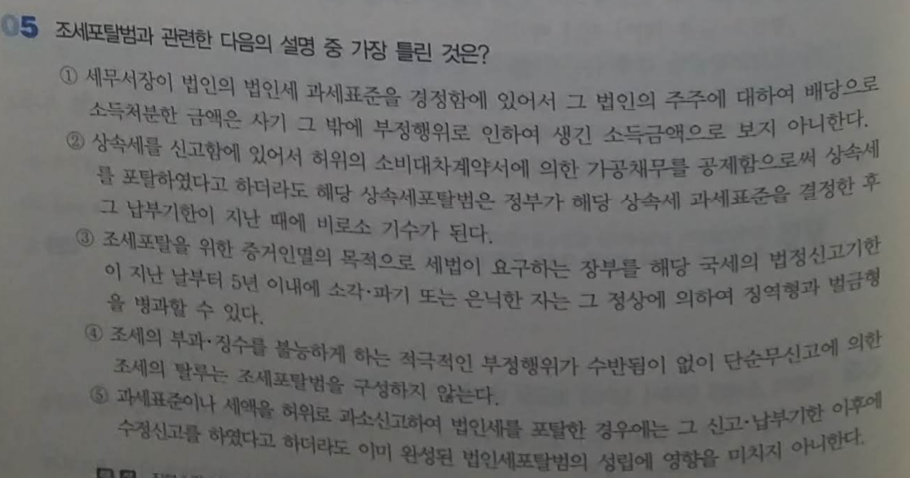 05 조세포탈범과 관련한 다음의 설명 중 가장 틀린 것은?
① 세무서장이 법인의 법인세 과세표준을 경정함에 있어서 그 법인의 주주에 대하여 배당으로
소득처분한 금액은 사기 그 밖에 부정행위로 인하여 생긴 소득금액으로 보지 아니한다.
② 상속세를 신고함에 있어서 허위의 소비대차계약서에 의한 가공채무를 공제함으로써 상속세
를 포탈하였다고 하더라도 해당 상속세포탈범은 정부가 해당 상속세 과세표준을 결정한 후
그 납부기한이 지난 때에 비로소 기수가 된다.
③ 조세포탈을 위한 증거인멸의 목적으로 세법이 요구하는 장부를 해당 국세의 법정신고기한
이 지난 날부터 5년 이내에 소각·파기 또는 은닉한 자는 그 정상에 의하여 징역형과 벌금형
을 병과할 수 있다.
④ 조세의 부과·징수를 불능하게 하는 적극적인 부정행위가 수반됨이 없이 단순무신고에 의한
조세의 탈루는 조세포탈범을 구성하지 않는다.
⑤ 과세표준이나 세액을 허위로 과소신고하여 법인세를 포탈한 경우에는 그 신고·납부기한 이후에
수정신고를 하였다고 하더라도 이미 완성된 법인세포탈범의 성립에 영향을 미치지 아니한다.